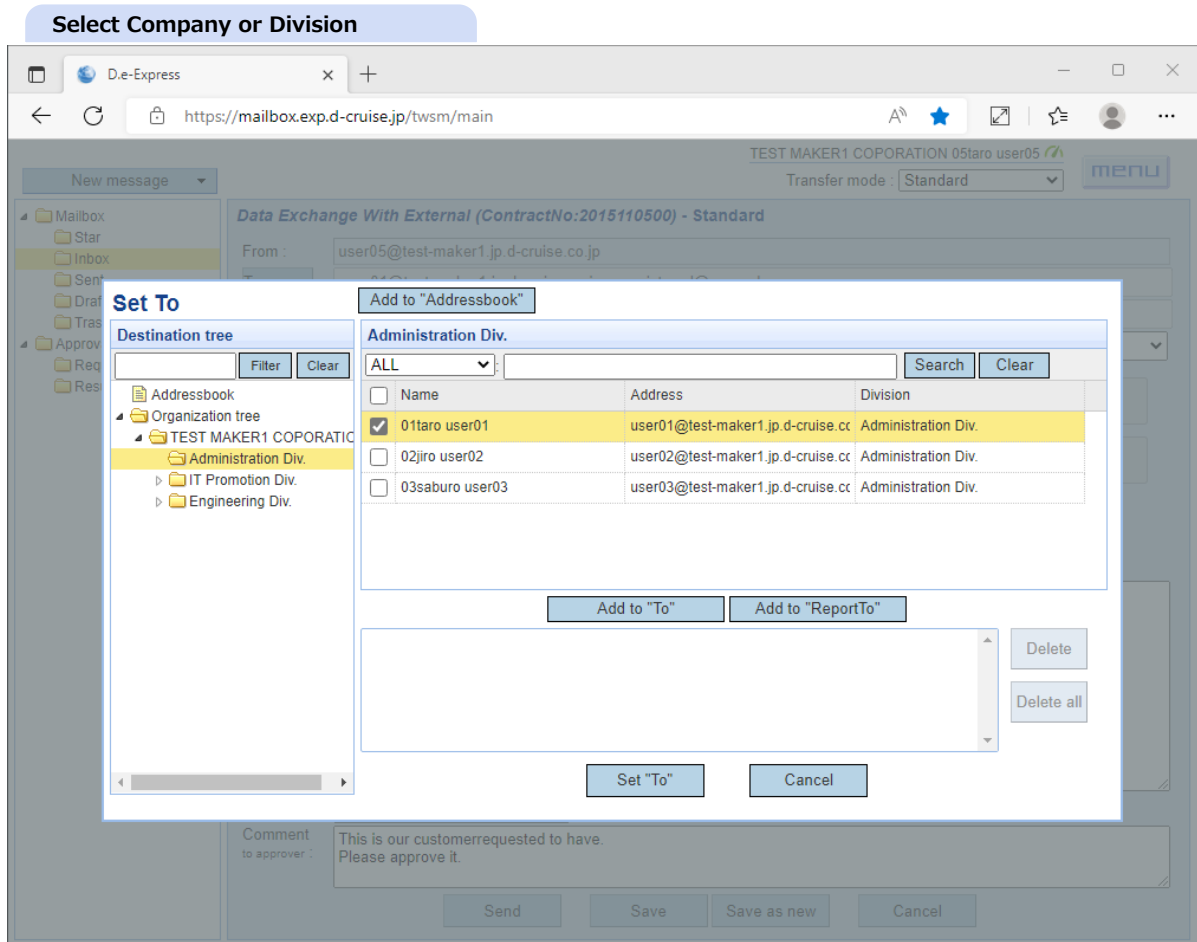 Select Company or Division
D.e-Express
https://mailbox.exp.d-cruise.jp/twsm/main
TEST MAKER1 COPORATION 05taro user05
New message
Transfer mode : Standard
menu
Mailbox
Star
Inbox
Sent
Draf
Tras
Approv
Req
Res
Data Exchange With External (ContractNo:2015110500) - Standard
From :
user05@test-maker1.jp.d-cruise.co.jp
Set To
Add to "Addressbook"
Destination tree
Filter
Clear
Addressbook
Organization tree
TEST MAKER1 COPORATIO
Administration Div.
IT Promotion Div.
Engineering Div.
Administration Div.
ALL : Search Clear
Name Address Division
01taro user01 user01@test-maker1.jp.d-cruise.cc Administration Div.
02jiro user02 user02@test-maker1.jp.d-cruise.cc Administration Div.
03saburo user03 user03@test-maker1.jp.d-cruise.cc Administration Div.
Add to "To" Add to "ReportTo"
Delete
Delete all
Set "To" Cancel
Comment
to approver :
This is our customerrequested to have.
Please approve it.
Send Save Save as new Cancel